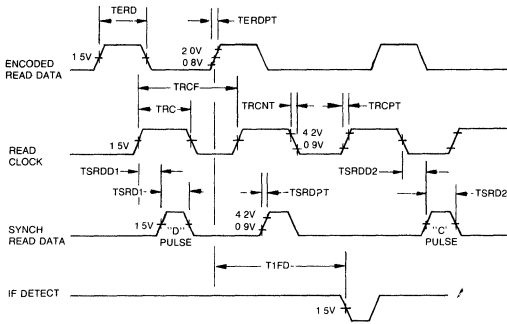 TERD
TERDPT
1 5V
2 0V
0 8V
ENCODED
READ DATA
TRCF
TRC
TRCNT
TRCPT
1 5V
4 2V
0 9V
READ
CLOCK
TSRDD1
TSRD1
TSRDPT
TSRDD2
TSRD2
1 5V
"D"
PULSE
4 2V
0 9V
"C"
PULSE
SYNCH
READ DATA
T1FD
IF DETECT
1 5V